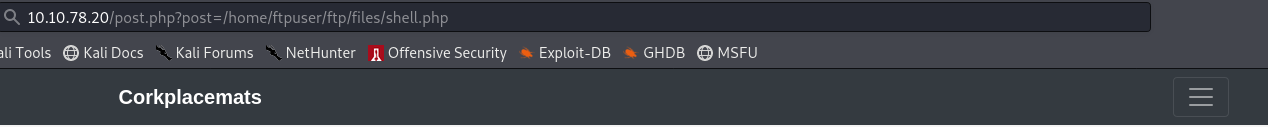 10.10.78.20/post.php?post=/home/ftpuser/ftp/files/shell.php
ali Tools Kali Docs Kali Forums NetHunter Offensive Security Exploit-DB GHDB MSFU
Corkplacemats